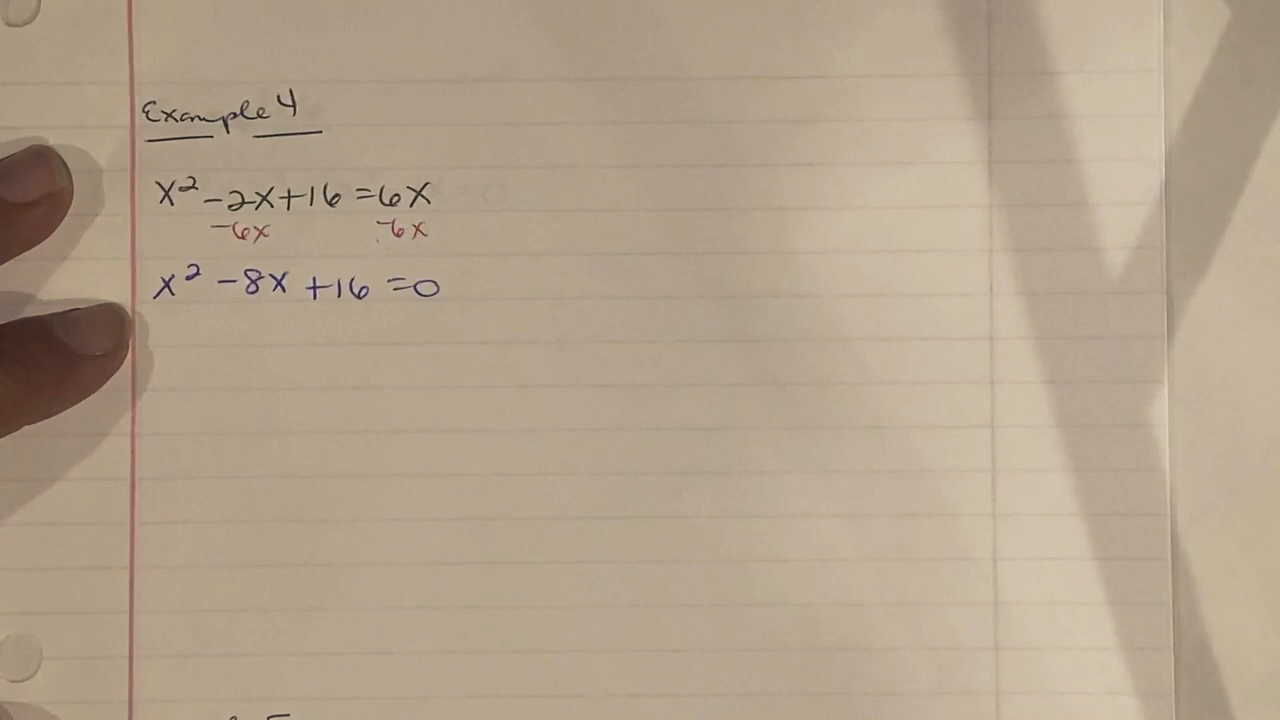 Example 4
x² -2x+16 =6x
-6x -6x
x² -8x +16 =0